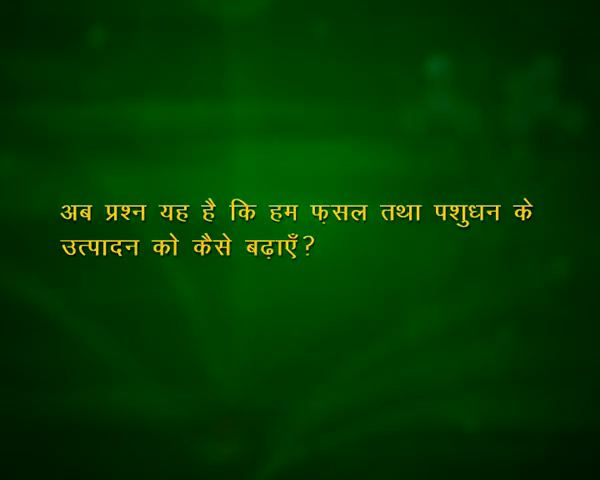 अब प्रश्न यह है कि हम फ़सल तथा पशुधन के
उत्पादन को कैसे बढ़ाएँ?